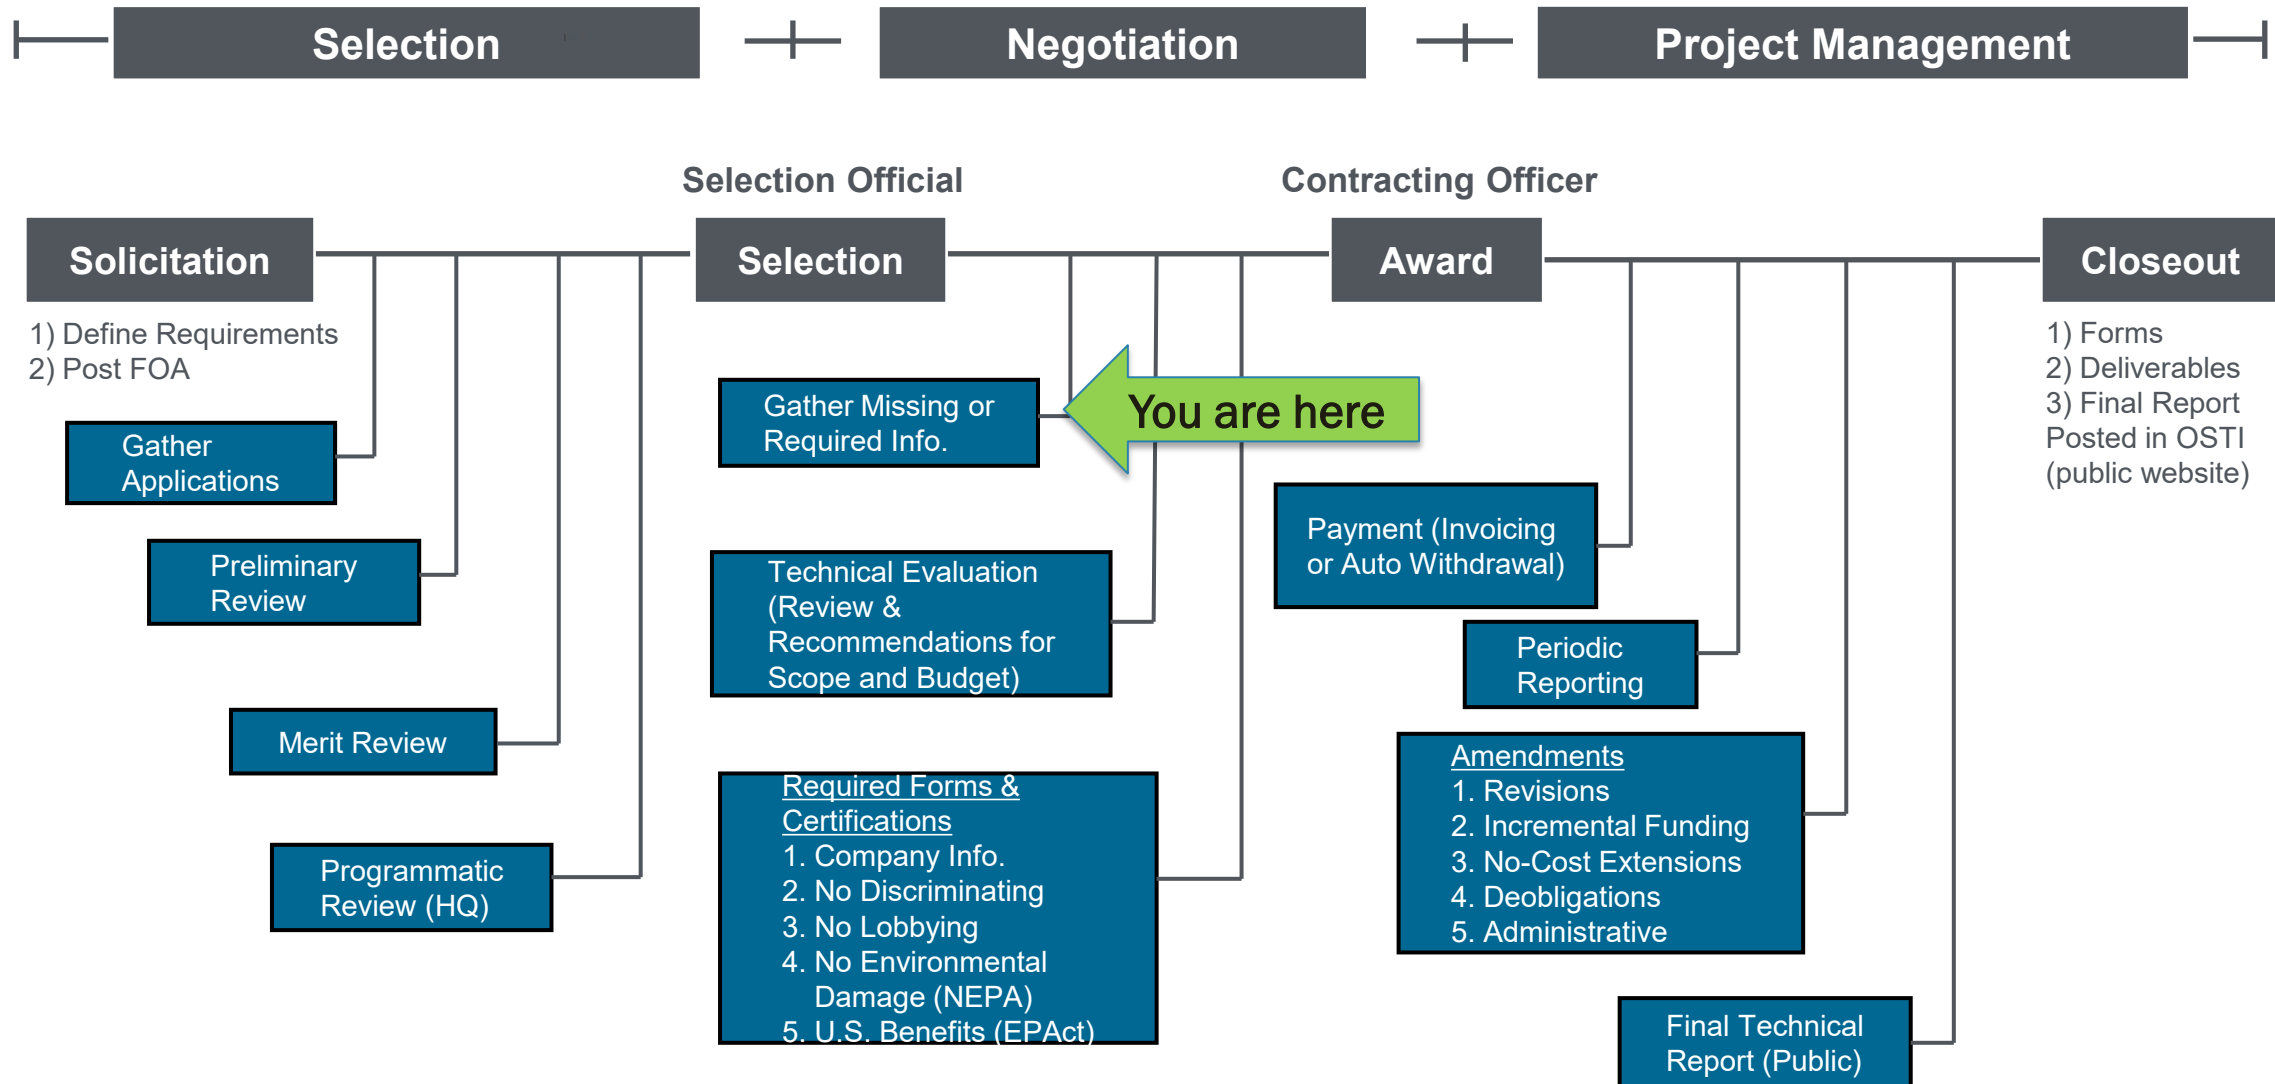 Selection
Negotiation
Project Management
Selection Official
Contracting Officer
Solicitation
Selection
Award
Closeout
1) Define Requirements
2) Post FOA
Gather
Applications
Preliminary
Review
Merit Review
Programmatic
Review (HQ)
Gather Missing or
Required Info.
You are here
Technical Evaluation
(Review &
Recommendations for
Scope and Budget)
Required Forms &
Certifications
1. Company Info.
2. No Discriminating
3. No Lobbying
4. No Environmental
Damage (NEPA)
5. U.S. Benefits (EPAct)
Payment (Invoicing
or Auto Withdrawal)
Periodic
Reporting
Amendments
1. Revisions
2. Incremental Funding
3. No-Cost Extensions
4. Deobligations
5. Administrative
Final Technical
Report (Public)
1) Forms
2) Deliverables
3) Final Report
Posted in OSTI
(public website)